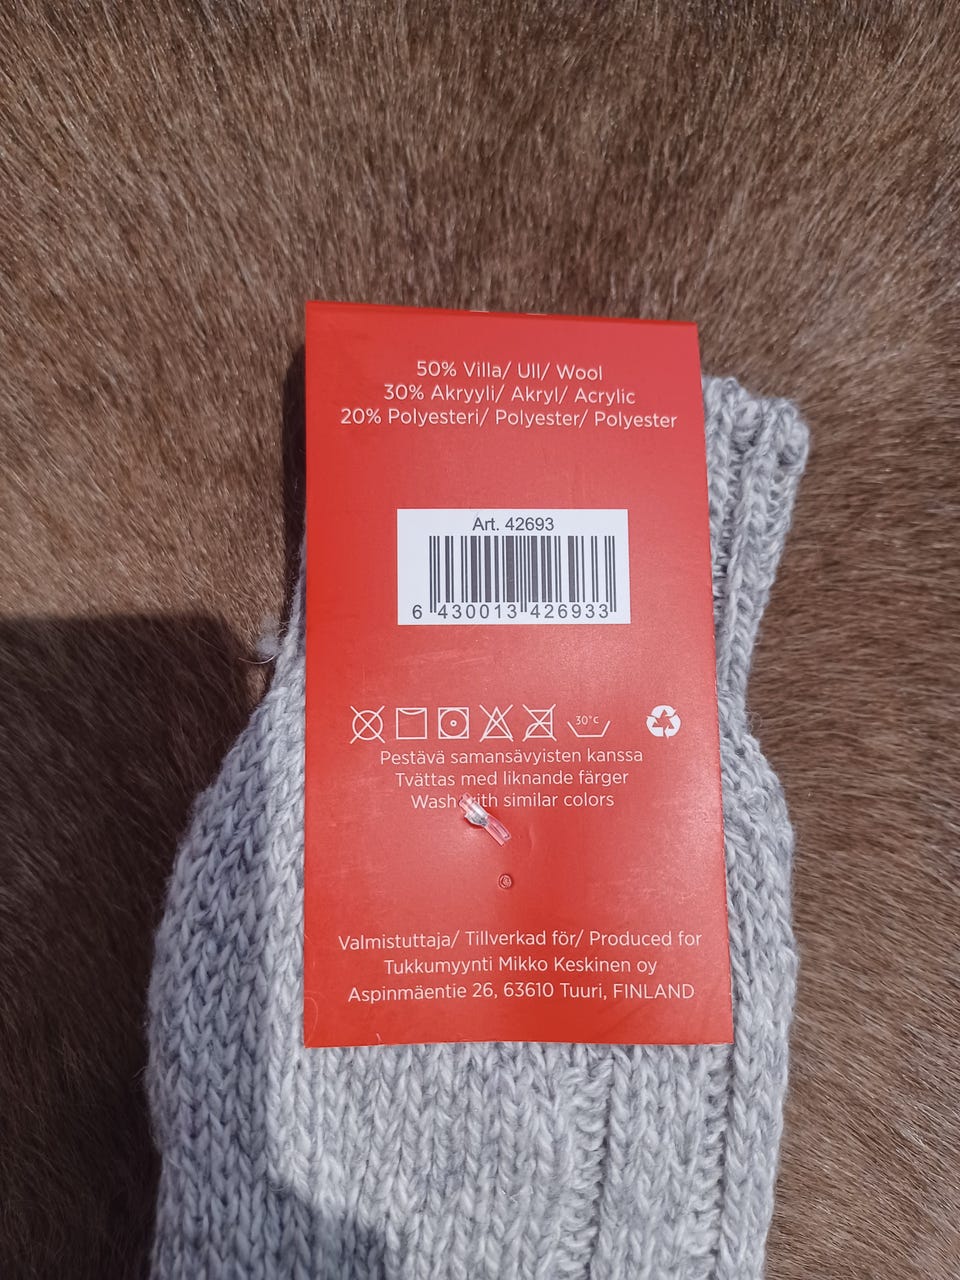 50% Villa/ Ull/ Wool
30% Akryyli/ Akryl/ Acrylic
20% Polyesteri/ Polyester/ Polyester
Art. 42693
6 430013 426933
30°C
Pestävä samansävyisten kanssa
Tvättas med liknande färger
Wash with similar colors
Valmistuttaja/ Tillverkad för/ Produced for
Tukkumyynti Mikko Keskinen oy
Aspinmäentie 26, 63610 Tuuri, FINLAND